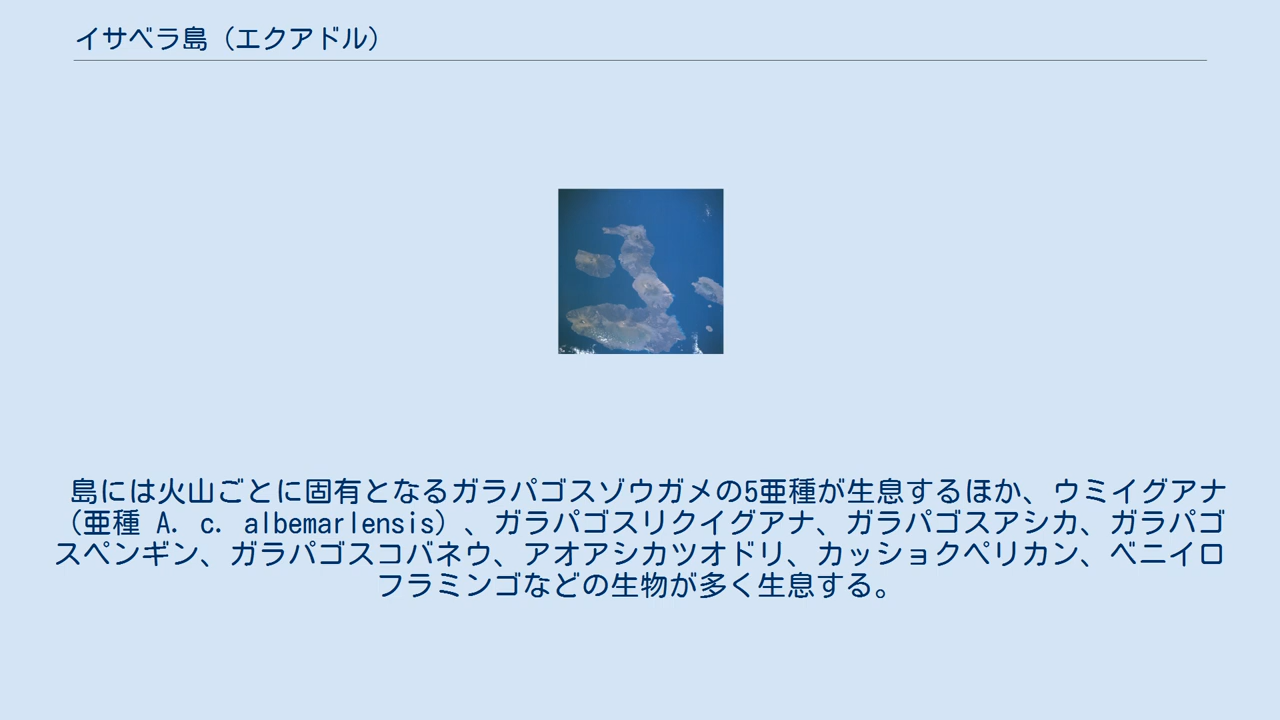 イサベラ島（エクアドル）
島には火山ごとに固有となるガラパゴスゾウガメの5亜種が生息するほか、ウミイグアナ
（亜種 A. c. albemarlensis）、ガラパゴスリクイグアナ、ガラパゴスアシカ、ガラパゴ
スペンギン、ガラパゴスコバネウ、アオアシカツオドリ、カッショクペリカン、ベニイロ
フラミンゴなどの生物が多く生息する。